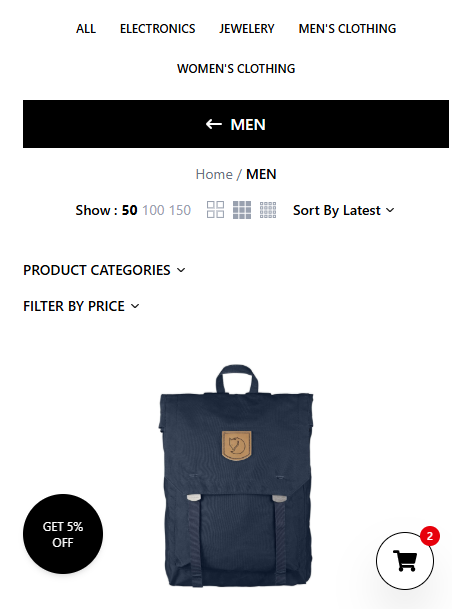 ALL ELECTRONICS JEWELERY MEN'S CLOTHING
WOMEN'S CLOTHING
MEN
Home / MEN
Show : 50 100 150 Sort By Latest
PRODUCT CATEGORIES
FILTER BY PRICE
GET 5%
OFF
2